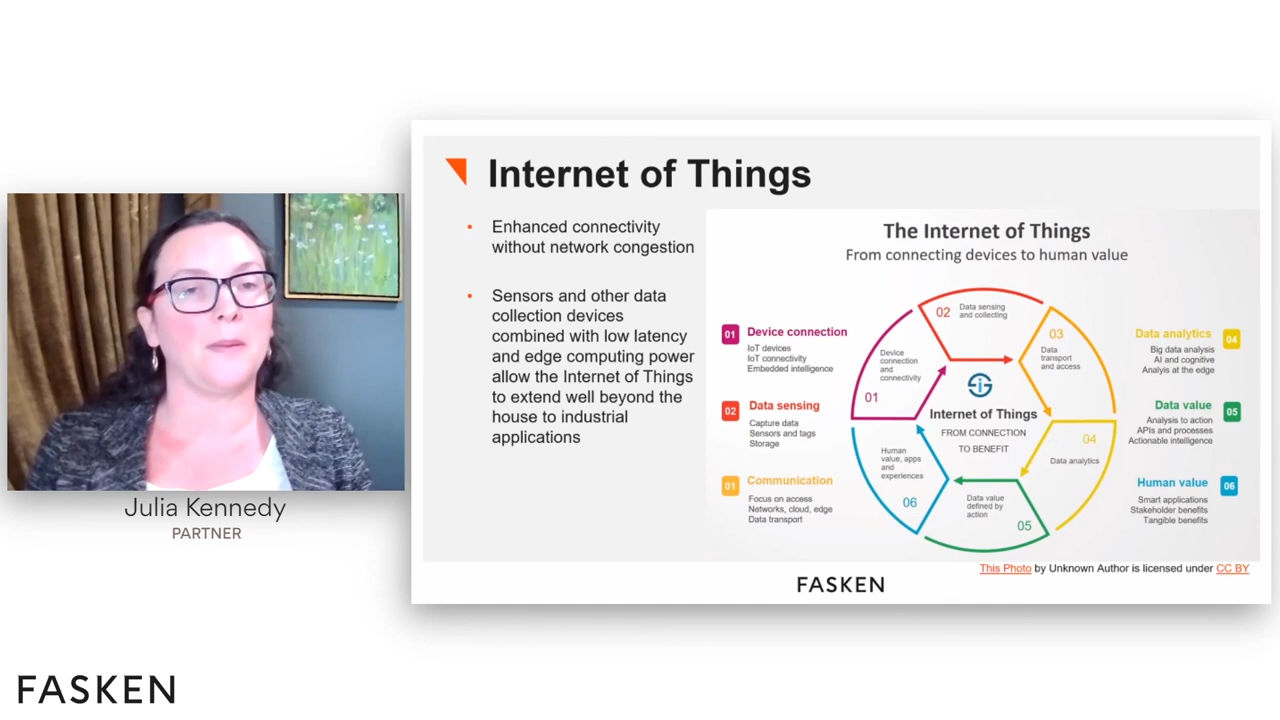 Julia Kennedy
PARTNER
FASKEN
Internet of Things
• Enhanced connectivity
without network congestion
• Sensors and other data
collection devices
combined with low latency
and edge computing power
allow the Internet of Things
to extend well beyond the
house to industrial
applications
The Internet of Things
From connecting devices to human value
01 Device connection
IoT devices
IoT connectivity
Embedded intelligence
02 Data sensing
Capture data
Sensors and tags
Storage
01 Communication
Focus on access
Networks, cloud, edge
Data transport
Device
connection
and
connectivity
01
02
Data sensing
and collecting
03
Data
transport
and access
04
Data analytics
Data value
defined by
action
05
Human
value, apps
and
experiences
06
Internet of Things
FROM CONNECTION
TO BENEFIT
Data analytics 04
Big data analysis
AI and cognitive
Analyis at the edge
Data value 05
Analysis to action
APIs and processes
Actionable intelligence
Human value 06
Smart applications
Stakeholder benefits
Tangible benefits
This Photo by Unknown Author is licensed under CC BY
FASKEN